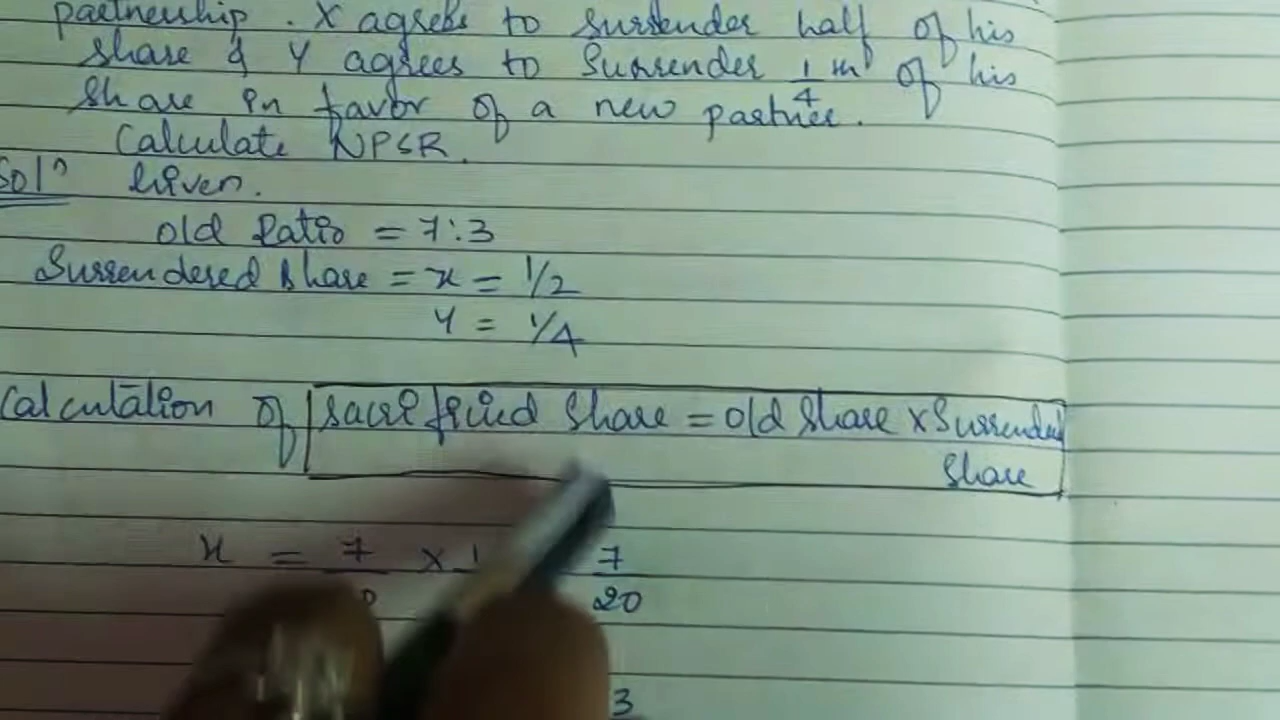 partnership. X agrees to surrender half of his
share & Y agrees to surrender 1/4 th of his
share in favor of a new partner.
Calculate NPSR.
Sol? Given.
Old Ratio = 7:3
Surrendered share = x = 1/2
Y = 1/4
Calculation of sacrificied share = old share x Surrended
share
x = 7 x 1 7
20
3